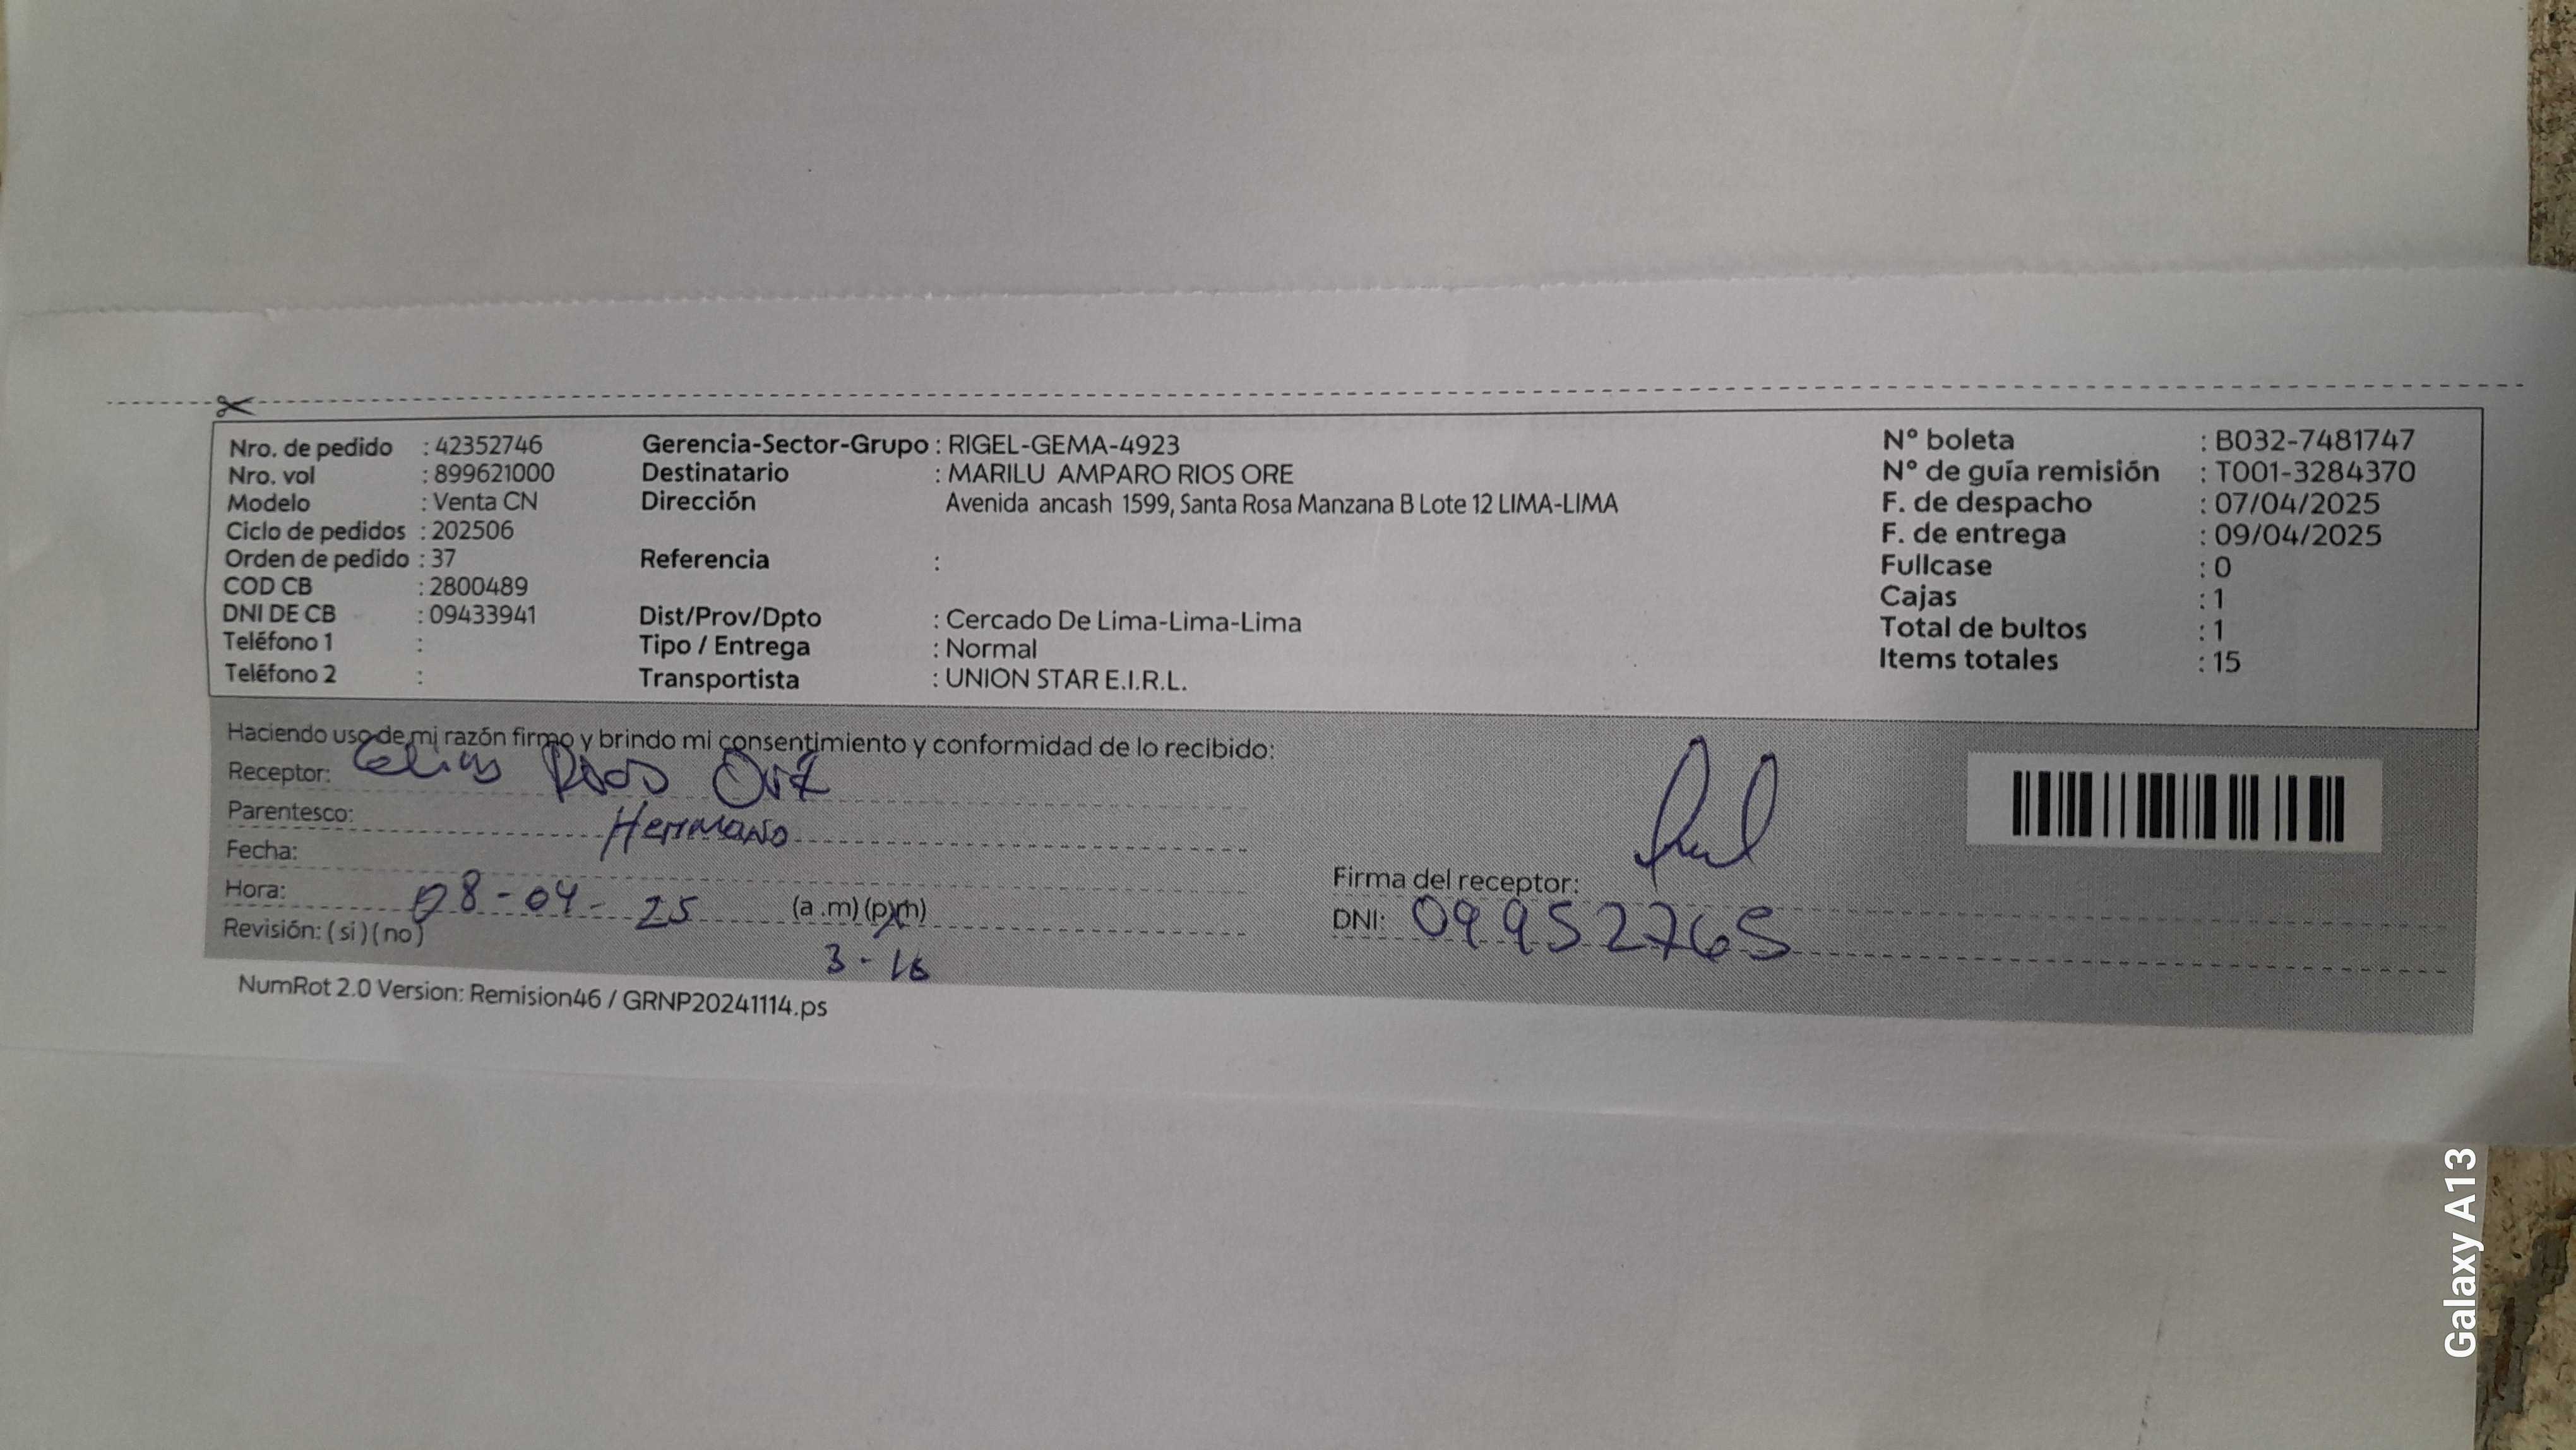 Nro. de pedido : 42352746 Gerencia-Sector-Grupo : RIGEL-GEMA-4923 N° boleta : B032-7481747
Nro. vol : 899621000 Destinatario : MARILU AMPARO RIOS ORE N° de guía remisión : T001-3284370
Modelo : Venta CN Dirección Avenida ancash 1599, Santa Rosa Manzana B Lote 12 LIMA-LIMA F. de despacho : 07/04/2025
Ciclo de pedidos : 202506 F. de entrega : 09/04/2025
Orden de pedido : 37 Referencia : Fullcase : 0
COD CB : 2800489 Cajas : 1
DNI DE CB : 09433941 Dist/Prov/Dpto : Cercado De Lima-Lima-Lima Total de bultos : 1
Teléfono 1 : Tipo / Entrega : Normal Items totales : 15
Teléfono 2 : Transportista : UNION STAR E.I.R.L.
Haciendo uso de mi razón firmo y brindo mi consentimiento y conformidad de lo recibido:
Receptor: Rios
Parentesco: Hermano
Fecha:
Hora: 08-04-25 (a .m) (p.m)
Firma del receptor:
Revisión: (si) (no) 3-16
DNI: 09952765
NumRot 2.0 Version: Remision46 / GRNP20241114.ps
Galaxy A13